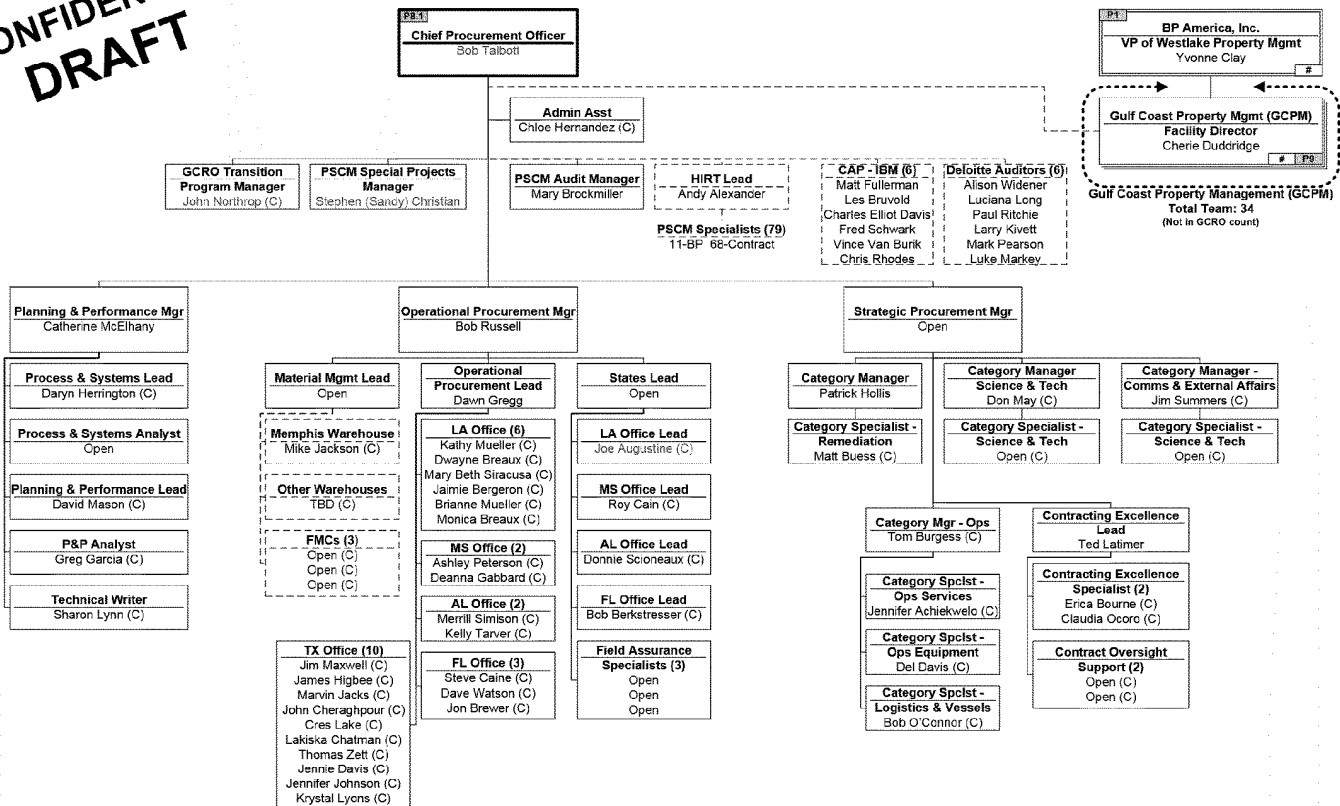 CONFIDEN
DRAFT
P8.1
Chief Procurement Officer
Bob Talbott
P1
BP America, Inc.
VP of Westlake Property Mgmt
Yvonne Clay
#
Gulf Coast Property Mgmt (GCPM)
Facility Director
Cherie Duddridge
# P9
Gulf Coast Property Management (GCPM)
Total Team: 34
(Not in GCRO count)
Admin Asst
Chloe Hernandez (C)
GCRO Transition
Program Manager
John Northrop (C)
PSCM Special Projects
Manager
Stephen (Sandy) Christian
PSCM Audit Manager
Mary Brockmiller
HIRT Lead
Andy Alexander
PSCM Specialists (79)
11-BP 68-Contract
CAP - IBM (6)
Matt Fullerman
Les Bruvold
Charles Elliot Davis
Fred Schwark
Vince Van Burik
Chris Rhodes
Deloitte Auditors (6)
Alison Widener
Luciana Long
Paul Ritchie
Larry Kivett
Mark Pearson
Luke Markey
Planning & Performance Mgr
Catherine McElhany
Process & Systems Lead
Daryn Herrington (C)
Process & Systems Analyst
Open
Planning & Performance Lead
David Mason (C)
P&P Analyst
Greg Garcia (C)
Technical Writer
Sharon Lynn (C)
Operational Procurement Mgr
Bob Russell
Material Mgmt Lead
Open
Memphis Warehouse
Mike Jackson (C)
Other Warehouses
TBD (C)
FMCs (3)
Open (C)
Open (C)
Open (C)
Operational
Procurement Lead
Dawn Gregg
LA Office (6)
Kathy Mueller (C)
Dwayne Breaux (C)
Mary Beth Siracusa (C)
Jaimie Bergeron (C)
Brianne Mueller (C)
Monica Breaux (C)
MS Office (2)
Ashley Peterson (C)
Deanna Gabbard (C)
AL Office (2)
Merrill Simison (C)
Kelly Tarver (C)
FL Office (3)
Steve Caine (C)
Dave Watson (C)
Jon Brewer (C)
TX Office (10)
Jim Maxwell (C)
James Higbee (C)
Marvin Jacks (C)
John Cheraghpour (C)
Cres Lake (C)
Lakiska Chatman (C)
Thomas Zett (C)
Jennie Davis (C)
Jennifer Johnson (C)
Krystal Lyons (C)
States Lead
Open
LA Office Lead
Joe Augustine (C)
MS Office Lead
Roy Cain (C)
AL Office Lead
Donnie Scioneaux (C)
FL Office Lead
Bob Berkstresser (C)
Field Assurance
Specialists (3)
Open
Open
Open
Strategic Procurement Mgr
Open
Category Manager
Patrick Hollis
Category Specialist -
Remediation
Matt Buess (C)
Category Manager
Science & Tech
Don May (C)
Category Specialist -
Science & Tech
Open (C)
Category Manager -
Comms & External Affairs
Jim Summers (C)
Category Specialist -
Science & Tech
Open (C)
Category Mgr - Ops
Tom Burgess (C)
Category Spclst -
Ops Services
Jennifer Achiekwelo (C)
Category Spclst -
Ops Equipment
Del Davis (C)
Category Spclst -
Logistics & Vessels
Bob O'Connor (C)
Contracting Excellence
Lead
Ted Latimer
Contracting Excellence
Specialist (2)
Erica Bourne (C)
Claudia Ocoro (C)
Contract Oversight
Support (2)
Open (C)
Open (C)